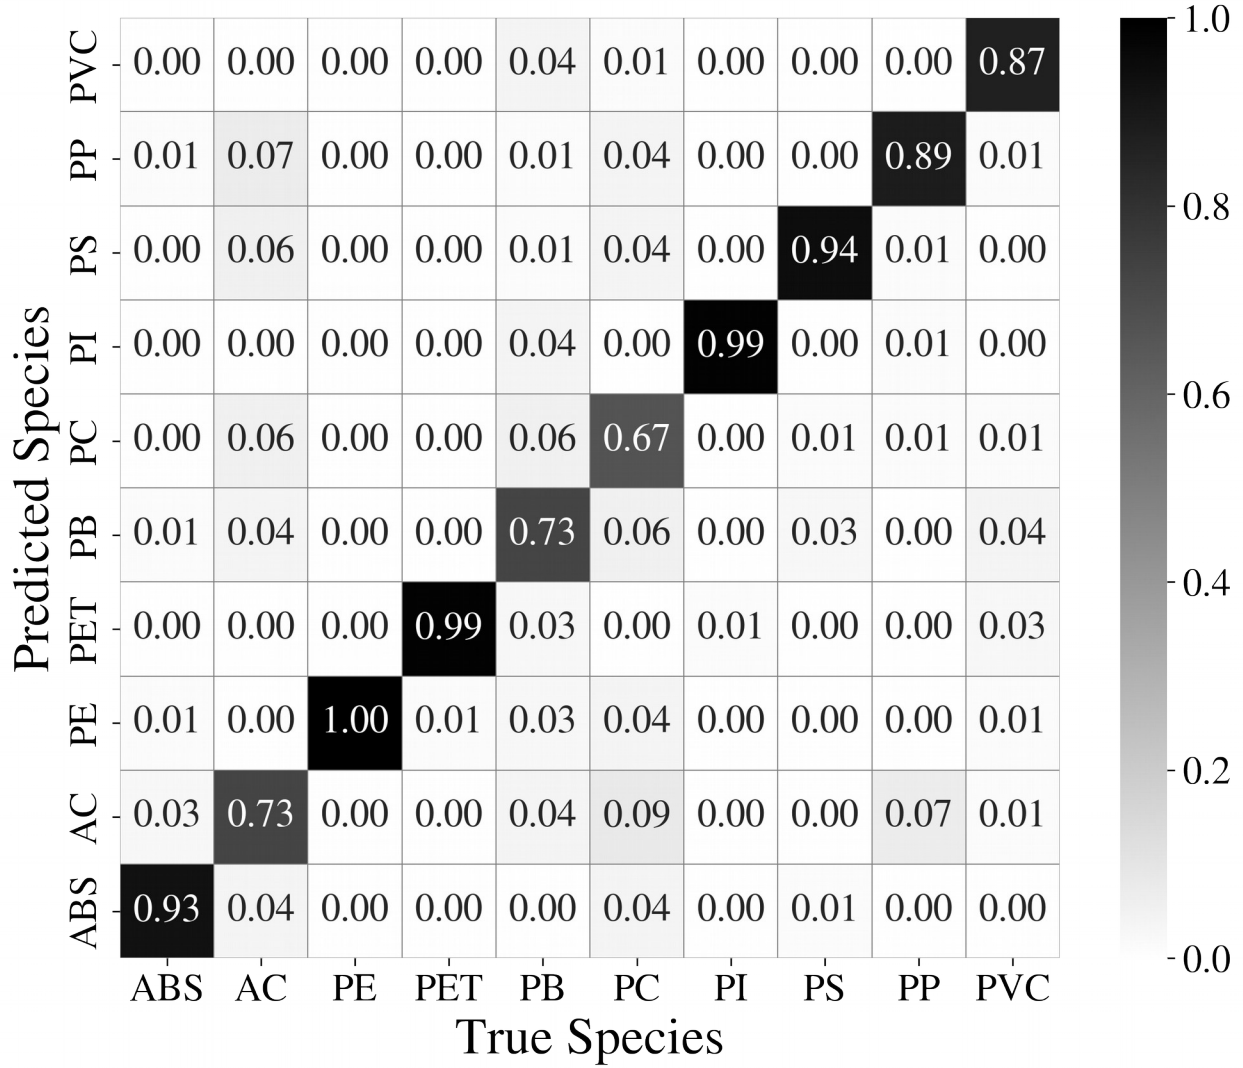 PVC 0.00 0.00 0.00 0.00 0.04 0.01 0.00 0.00 0.00 0.87
PP 0.01 0.07 0.00 0.00 0.01 0.04 0.00 0.00 0.89 0.01
PS 0.00 0.06 0.00 0.00 0.01 0.04 0.00 0.94 0.01 0.00
PI 0.00 0.00 0.00 0.00 0.04 0.00 0.99 0.00 0.01 0.00
PC 0.00 0.06 0.00 0.00 0.06 0.67 0.00 0.01 0.01 0.01
PB 0.01 0.04 0.00 0.00 0.73 0.06 0.00 0.03 0.00 0.04
PET 0.00 0.00 0.00 0.99 0.03 0.00 0.01 0.00 0.00 0.03
PE 0.01 0.00 1.00 0.01 0.03 0.04 0.00 0.00 0.00 0.01
AC 0.03 0.73 0.00 0.00 0.04 0.09 0.00 0.00 0.07 0.01
ABS 0.93 0.04 0.00 0.00 0.00 0.04 0.00 0.01 0.00 0.00
ABS AC PE PET PB PC PI PS PP PVC
True Species
Predicted Species
1.0
0.8
0.6
0.4
0.2
0.0